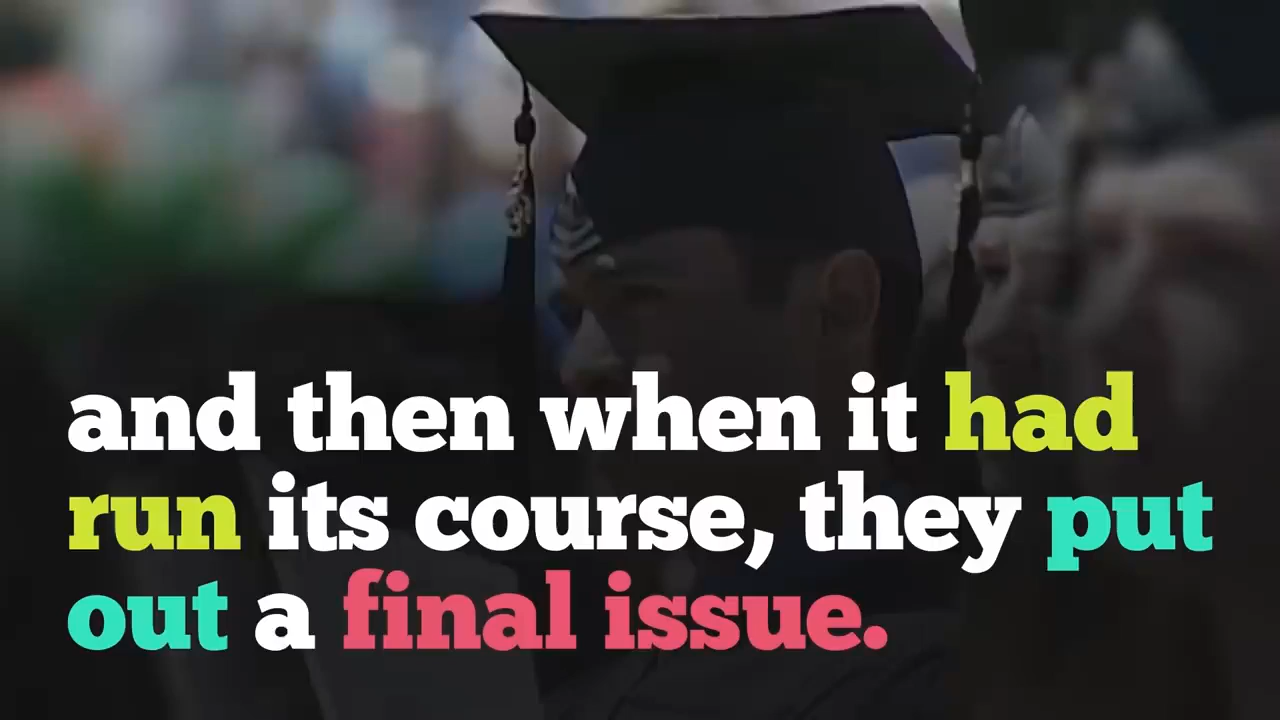 and then when it had
run its course, they put
out a final issue.